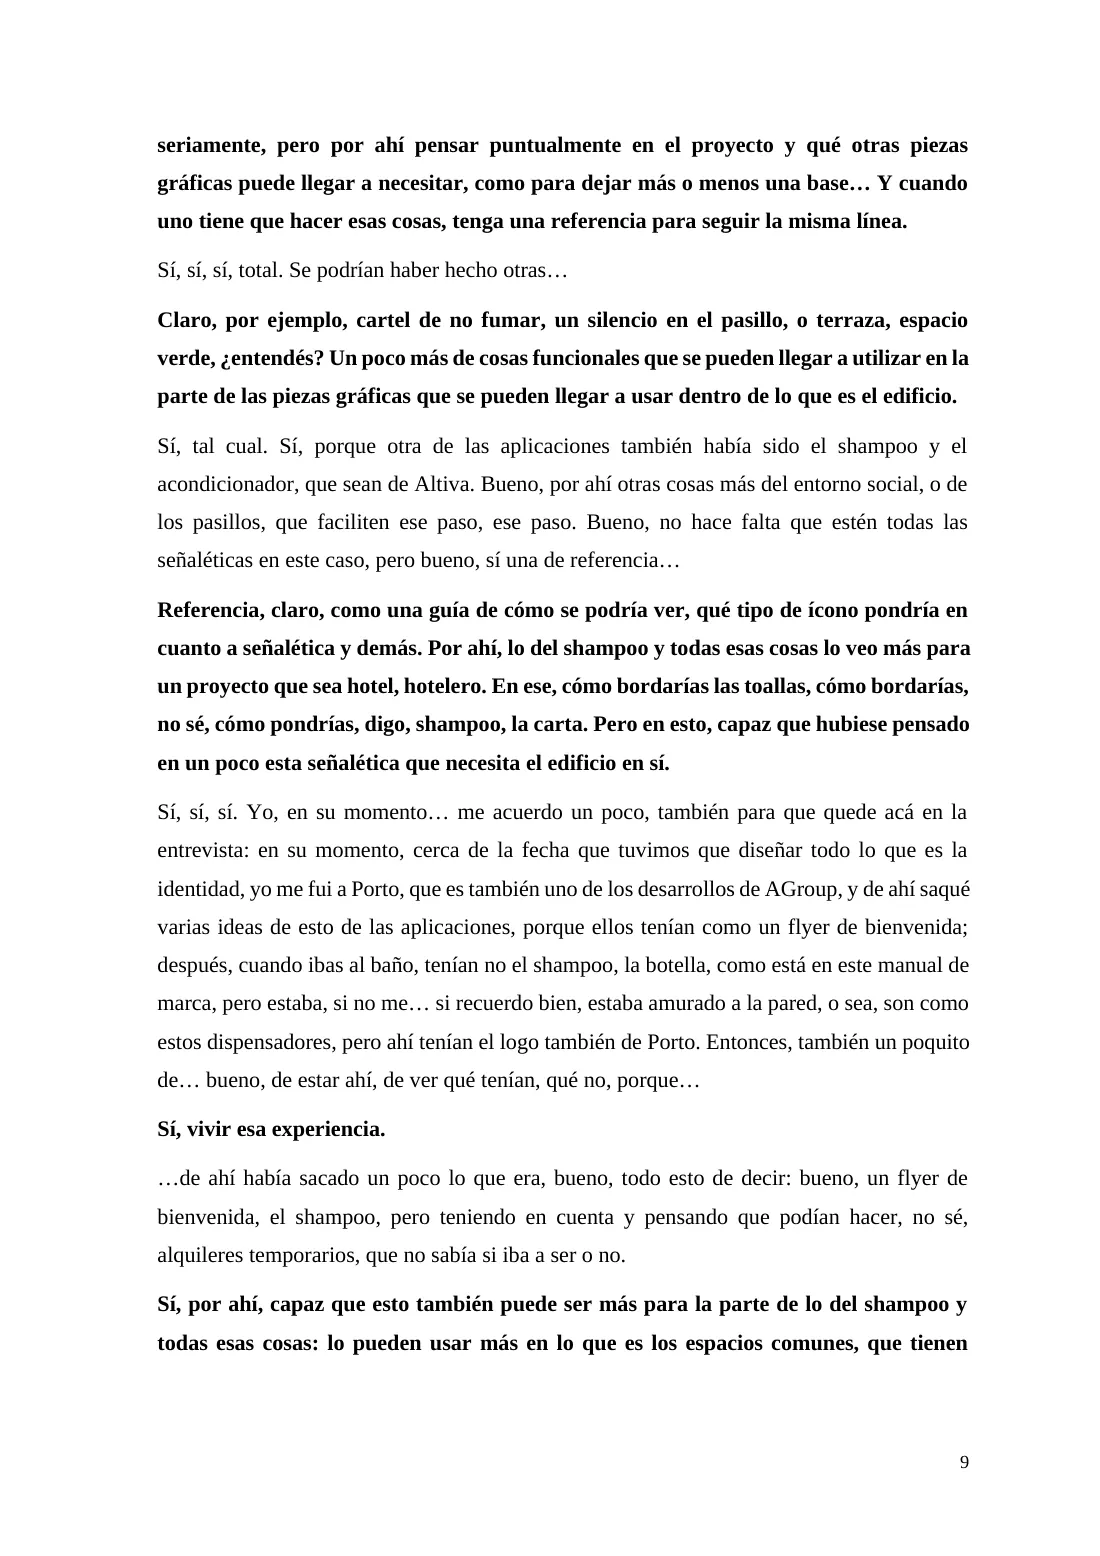 seriamente, pero por ahí pensar puntualmente en el proyecto y qué otras piezas
gráficas puede llegar a necesitar, como para dejar más o menos una base… Y cuando
uno tiene que hacer esas cosas, tenga una referencia para seguir la misma línea.
Sí, sí, sí, total. Se podrían haber hecho otras…
Claro, por ejemplo, cartel de no fumar, un silencio en el pasillo, o terraza, espacio
verde, ¿entendés? Un poco más de cosas funcionales que se pueden llegar a utilizar en la
parte de las piezas gráficas que se pueden llegar a usar dentro de lo que es el edificio.
Sí, tal cual. Sí, porque otra de las aplicaciones también había sido el shampoo y el
acondicionador, que sean de Altiva. Bueno, por ahí otras cosas más del entorno social, o de
los pasillos, que faciliten ese paso, ese paso. Bueno, no hace falta que estén todas las
señaléticas en este caso, pero bueno, sí una de referencia…
Referencia, claro, como una guía de cómo se podría ver, qué tipo de ícono pondría en
cuanto a señalética y demás. Por ahí, lo del shampoo y todas esas cosas lo veo más para
un proyecto que sea hotel, hotelero. En ese, cómo bordarías las toallas, cómo bordarías,
no sé, cómo pondrías, digo, shampoo, la carta. Pero en esto, capaz que hubiese pensado
en un poco esta señalética que necesita el edificio en sí.
Sí, sí, sí. Yo, en su momento… me acuerdo un poco, también para que quede acá en la
entrevista: en su momento, cerca de la fecha que tuvimos que diseñar todo lo que es la
identidad, yo me fui a Porto, que es también uno de los desarrollos de AGroup, y de ahí saqué
varias ideas de esto de las aplicaciones, porque ellos tenían como un flyer de bienvenida;
después, cuando ibas al baño, tenían no el shampoo, la botella, como está en este manual de
marca, pero estaba, si no me… si recuerdo bien, estaba amurado a la pared, o sea, son como
estos dispensadores, pero ahí tenían el logo también de Porto. Entonces, también un poquito
de… bueno, de estar ahí, de ver qué tenían, qué no, porque…
Sí, vivir esa experiencia.
…de ahí había sacado un poco lo que era, bueno, todo esto de decir: bueno, un flyer de
bienvenida, el shampoo, pero teniendo en cuenta y pensando que podían hacer, no sé,
alquileres temporarios, que no sabía si iba a ser o no.
Sí, por ahí, capaz que esto también puede ser más para la parte de lo del shampoo y
todas esas cosas: lo pueden usar más en lo que es los espacios comunes, que tienen
9